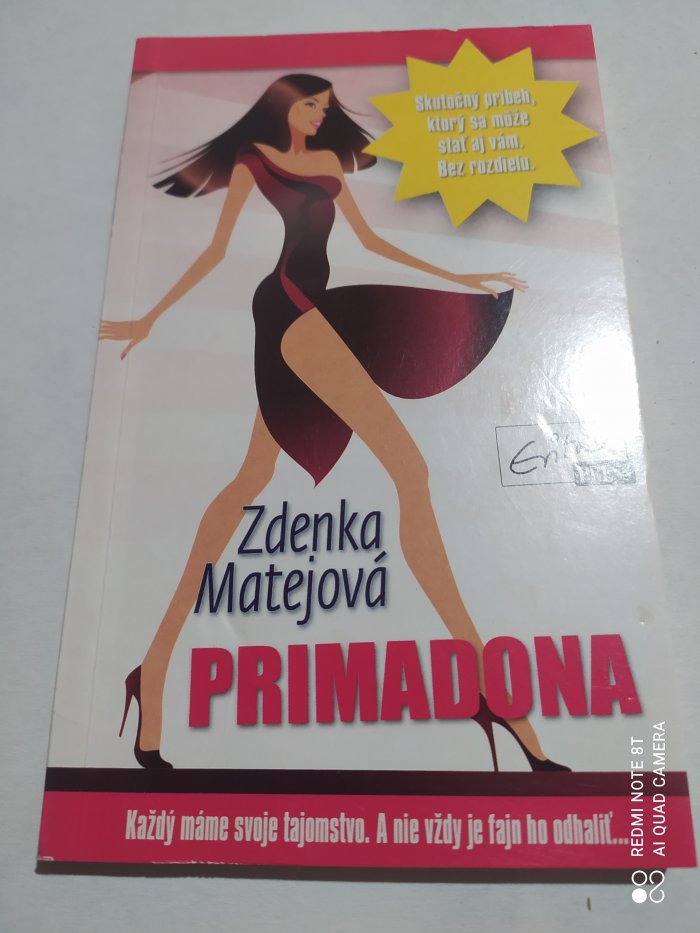 Skutočný príbeh,
ktorý sa môže
stať aj vám.
Bez rozdielu.
Zdenka
Matejová
PRIMADONA
Každý máme svoje tajomstvo. A nie vždy je fajn ho odhaliť...
REDMI NOTE 8T
AI QUAD CAMERA